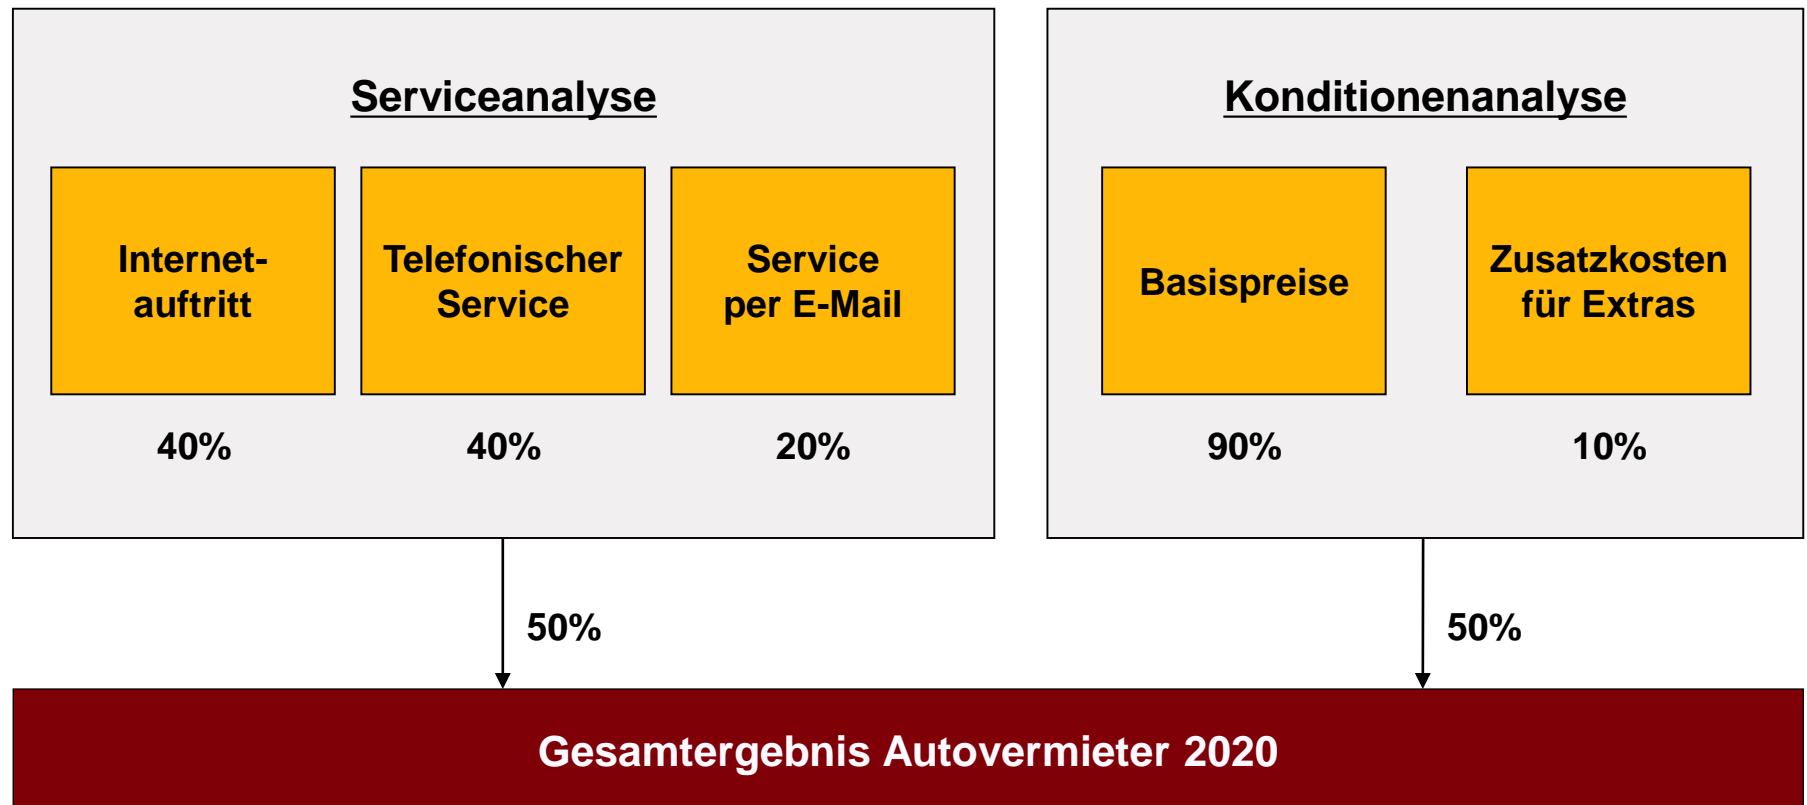 Serviceanalyse
Internet-
auftritt
40%
Telefonischer
Service
40%
Service
per E-Mail
20%
50%
Konditionenanalyse
Basispreise
90%
Zusatzkosten
für Extras
10%
50%
Gesamtergebnis Autovermieter 2020